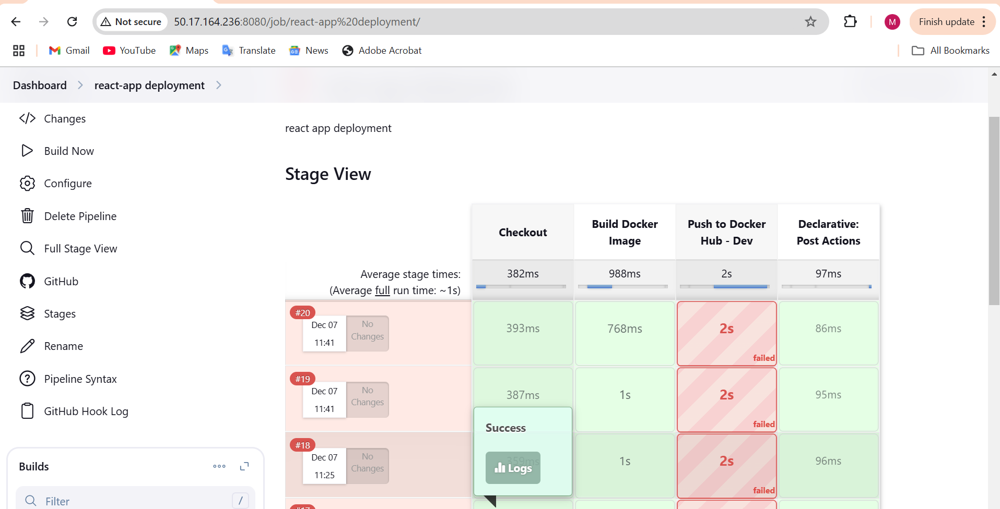 Not secure
50.17.164.236:8080/job/react-app%20deployment/
M
Finish update
Gmail
YouTube
Maps
Translate
News
Adobe Acrobat
All Bookmarks
Dashboard
react-app deployment
Changes
Build Now
Configure
Delete Pipeline
Full Stage View
GitHub
Stages
Rename
Pipeline Syntax
GitHub Hook Log
Builds
Filter
/
react app deployment
Stage View
Checkout
Build Docker
Image
Push to Docker
Hub - Dev
Declarative:
Post Actions
Average stage times:
(Average full run time: ~1s)
382ms
988ms
2s
97ms
#20
Dec 07
11:41
No
Changes
393ms
768ms
2s
failed
86ms
#19
Dec 07
11:41
No
Changes
387ms
1s
2s
failed
95ms
#18
Dec 07
11:25
No
Changes
Success
359ms
Logs
1s
2s
failed
96ms
#17